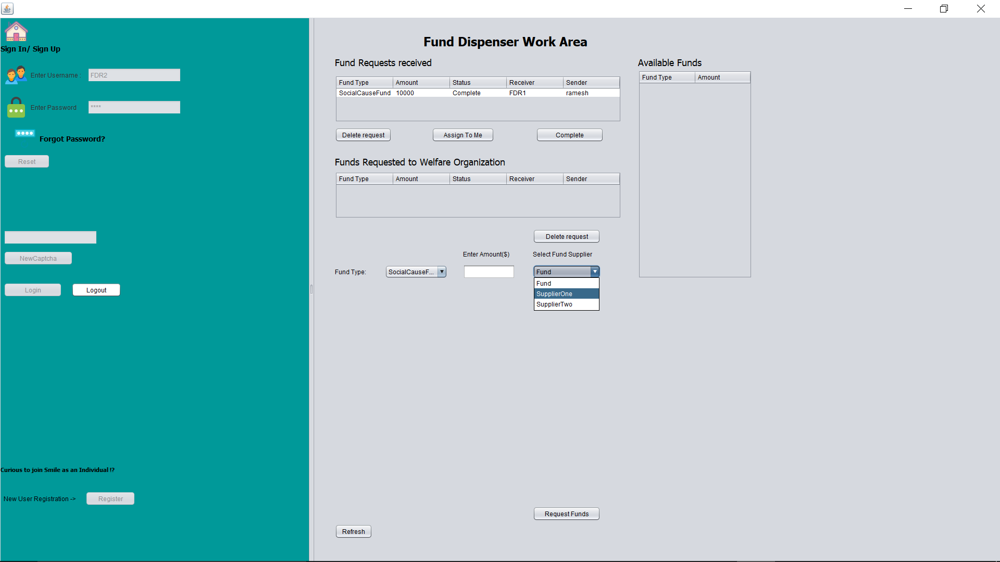 Sign In/ Sign Up
Enter Username :
FDR2
Enter Password
****
Forgot Password?
Reset
NewCaptcha
Login
Logout
Curious to join Smile as an Individual !?
New User Registration ->
Register
Fund Dispenser Work Area
Fund Requests received
Fund Type Amount Status Receiver Sender
SocialCauseFund 10000 Complete FDR1 ramesh
Delete request
Assign To Me
Complete
Funds Requested to Welfare Organization
Fund Type Amount Status Receiver Sender
Delete request
Enter Amount($)
Select Fund Supplier
Fund Type:
SocialCauseF...
Fund
Fund
SupplierOne
SupplierTwo
Request Funds
Refresh
Available Funds
Fund Type Amount